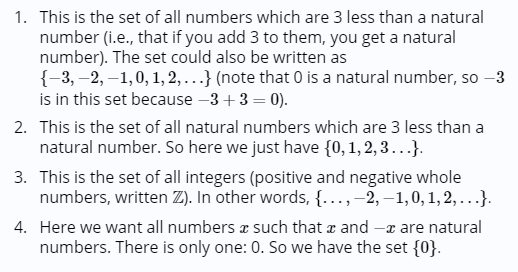 1. This is the set of all numbers which are 3 less than a natural
number (i.e., that if you add 3 to them, you get a natural
number). The set could also be written as
{−3, −2, −1, 0, 1, 2, . . .} (note that 0 is a natural number, so −3
is in this set because −3 + 3 = 0).
2. This is the set of all natural numbers which are 3 less than a
natural number. So here we just have {0, 1, 2, 3 . . .}.
3. This is the set of all integers (positive and negative whole
numbers, written ℤ). In other words, {. . . , −2, −1, 0, 1, 2, . . .}.
4. Here we want all numbers x such that x and −x are natural
numbers. There is only one: 0. So we have the set {0}.